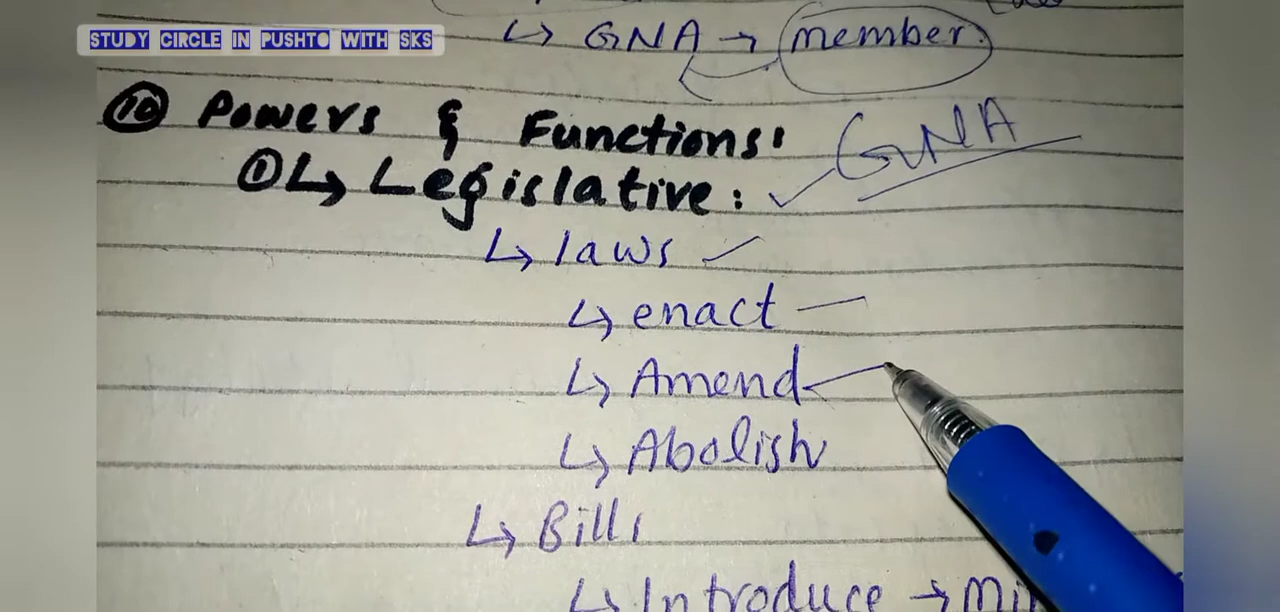 STUDY CIRCLE IN PUSHTO WITH SKS
↳ GNA → member.
⑩ Powers & Functions:
GNA
① ↳ Legislative:
↳ laws
↳ enact
↳ Amend
↳ Abolish
↳ Bills
↳ Introduce →